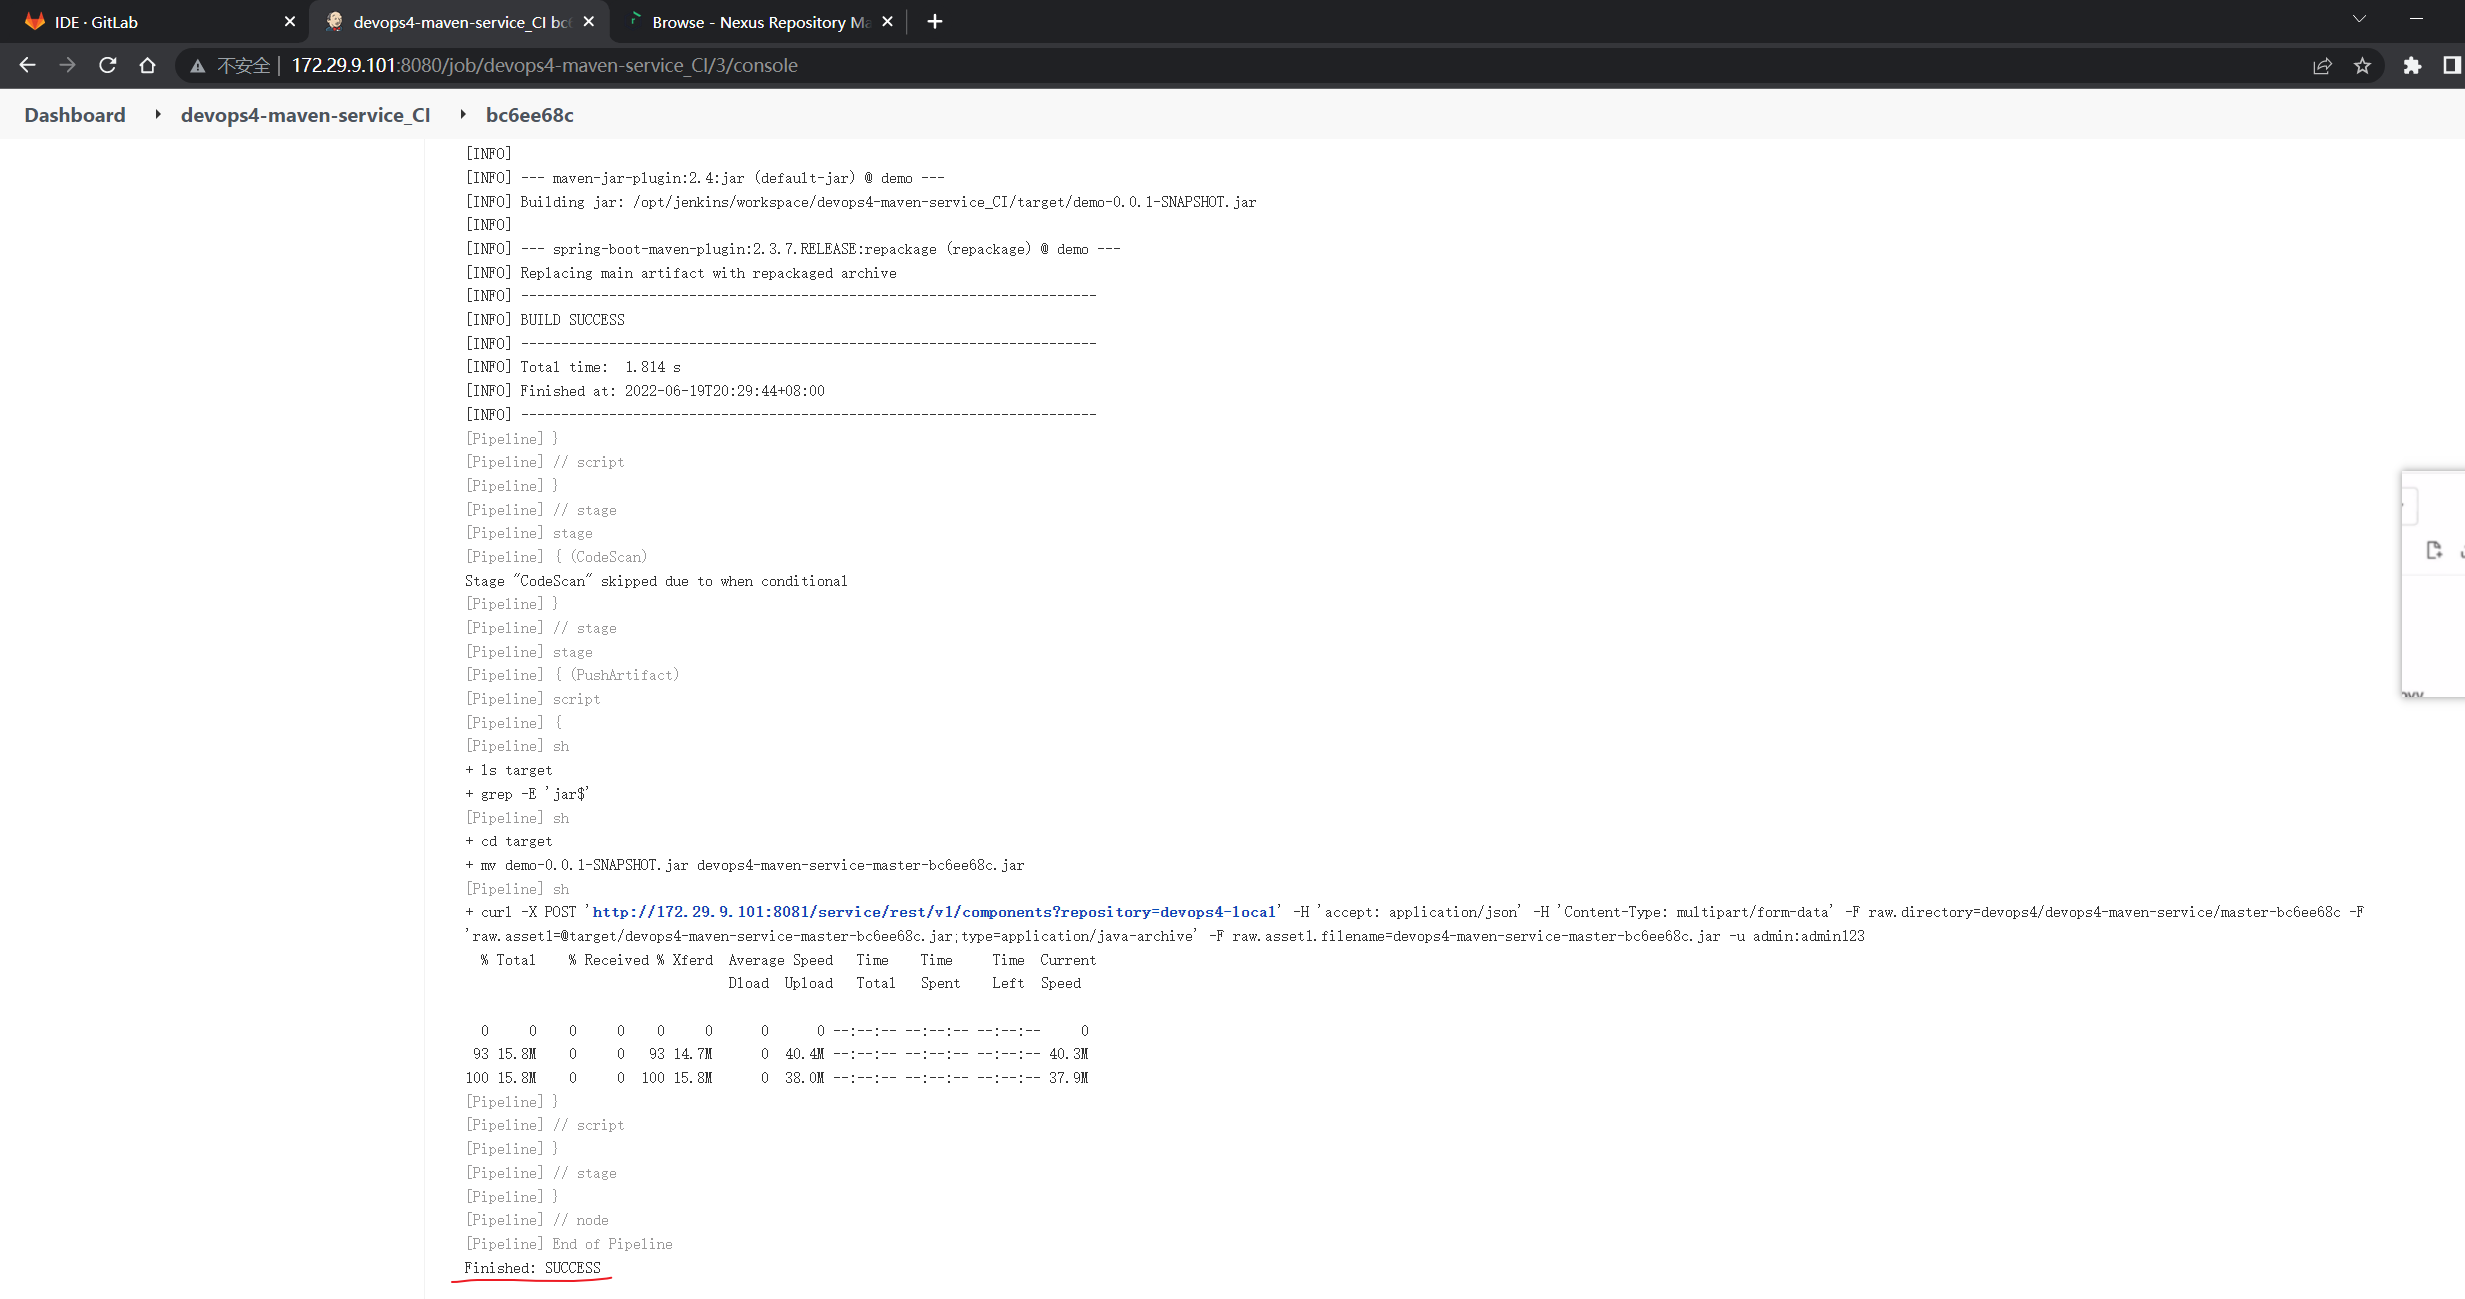 IDE · GitLab
devops4-maven-service_CI bc
Browse - Nexus Repository Ma
不安全 172.29.9.101:8080/job/devops4-maven-service_CI/3/console
Dashboard devops4-maven-service_CI bc6ee68c
[INFO]
[INFO] --- maven-jar-plugin:2.4:jar (default-jar) @ demo ---
[INFO] Building jar: /opt/jenkins/workspace/devops4-maven-service_CI/target/demo-0.0.1-SNAPSHOT.jar
[INFO]
[INFO] --- spring-boot-maven-plugin:2.3.7.RELEASE:repackage (repackage) @ demo ---
[INFO] Replacing main artifact with repackaged archive
[INFO] ------------------------------------------------------------------------
[INFO] BUILD SUCCESS
[INFO] ------------------------------------------------------------------------
[INFO] Total time:  1.814 s
[INFO] Finished at: 2022-06-19T20:29:44+08:00
[INFO] ------------------------------------------------------------------------
[Pipeline] }
[Pipeline] // script
[Pipeline] }
[Pipeline] // stage
[Pipeline] stage
[Pipeline] { (CodeScan)
Stage "CodeScan" skipped due to when conditional
[Pipeline] }
[Pipeline] // stage
[Pipeline] stage
[Pipeline] { (PushArtifact)
[Pipeline] script
[Pipeline] {
[Pipeline] sh
+ ls target
+ grep -E 'jar$'
[Pipeline] sh
+ cd target
+ mv demo-0.0.1-SNAPSHOT.jar devops4-maven-service-master-bc6ee68c.jar
[Pipeline] sh
+ curl -X POST 'http://172.29.9.101:8081/service/rest/v1/components?repository=devops4-local' -H 'accept: application/json' -H 'Content-Type: multipart/form-data' -F raw.directory=devops4/devops4-maven-service/master-bc6ee68c -F
'raw.asset1=@target/devops4-maven-service-master-bc6ee68c.jar;type=application/java-archive' -F raw.asset1.filename=devops4-maven-service-master-bc6ee68c.jar -u admin:admin123
% Total    % Received % Xferd  Average Speed   Time    Time     Time  Current
Dload  Upload   Total   Spent    Left  Speed
0     0    0     0    0     0      0      0 --:--:-- --:--:-- --:--:--     0
93 15.8M    0     0   93 14.7M      0  40.4M --:--:-- --:--:-- --:--:-- 40.3M
100 15.8M    0     0  100 15.8M      0  38.0M --:--:-- --:--:-- --:--:-- 37.9M
[Pipeline] }
[Pipeline] // script
[Pipeline] }
[Pipeline] // stage
[Pipeline] }
[Pipeline] // node
[Pipeline] End of Pipeline
Finished: SUCCESS